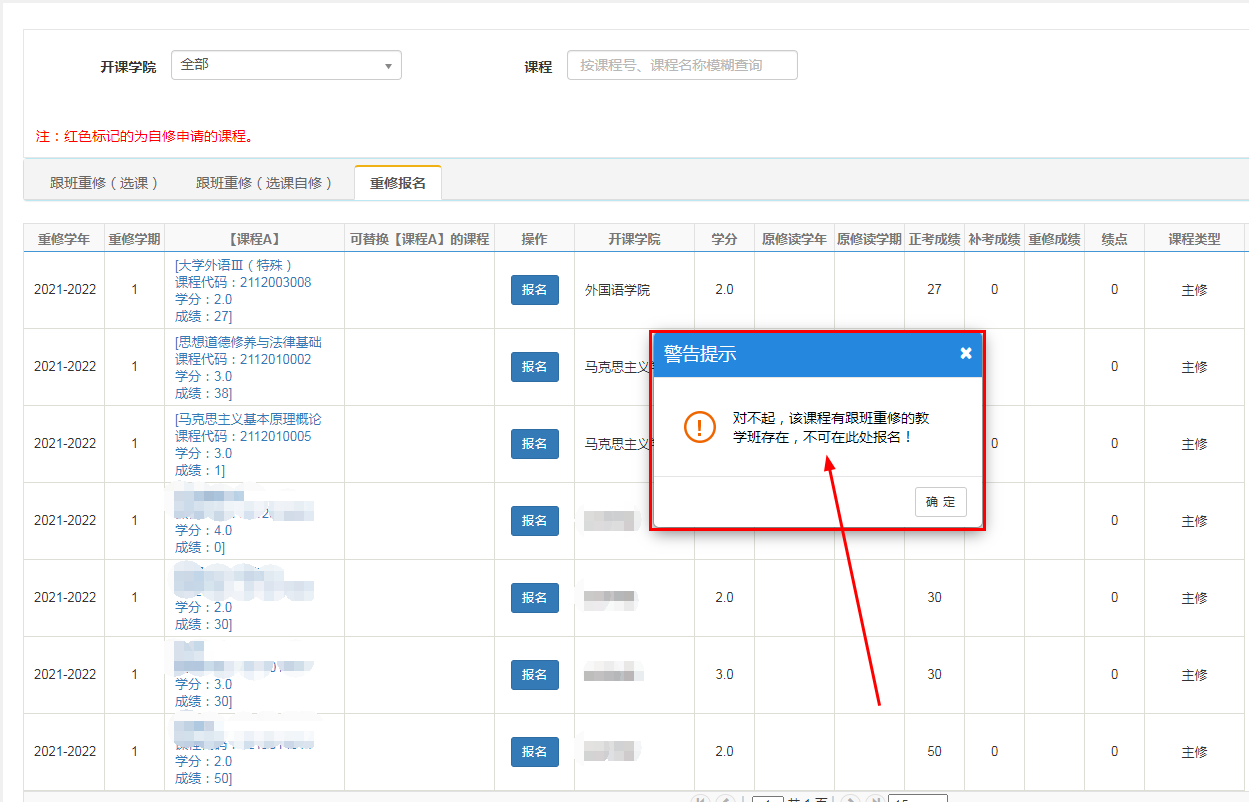 开课学院 全部 课程 按课程号、课程名称模糊查询
注：红色标记的为自修申请的课程。
跟班重修（选课） 跟班重修（选课自修） 重修报名
重修学年 重修学期 【课程A】 可替换【课程A】的课程 操作 开课学院 学分 原修读学年 原修读学期 正考成绩 补考成绩 重修成绩 绩点 课程类型
[大学外语Ⅲ（特殊）
课程代码：2112003008
2021-2022 1 报名 外国语学院 2.0 27 0 0 主修
学分：2.0
成绩：27]
[思想道德修养与法律基础
课程代码：2112010002
2021-2022 1 报名 马克思主义 0 主修
学分：3.0
成绩：38]
[马克思主义基本原理概论
课程代码：2112010005
2021-2022 1 报名 马克思主义 0 0 主修
学分：3.0
成绩：1]
2021-2022 1 报名 0 主修
学分：4.0
成绩：0]
2021-2022 1 报名 2.0 30 0 主修
学分：2.0
成绩：30]
2021-2022 1 报名 3.0 30 0 主修
学分：3.0
成绩：30]
2021-2022 1 报名 2.0 50 0 0 主修
学分：2.0
成绩：50]
警告提示
对不起，该课程有跟班重修的教
学班存在，不可在此处报名！
确 定